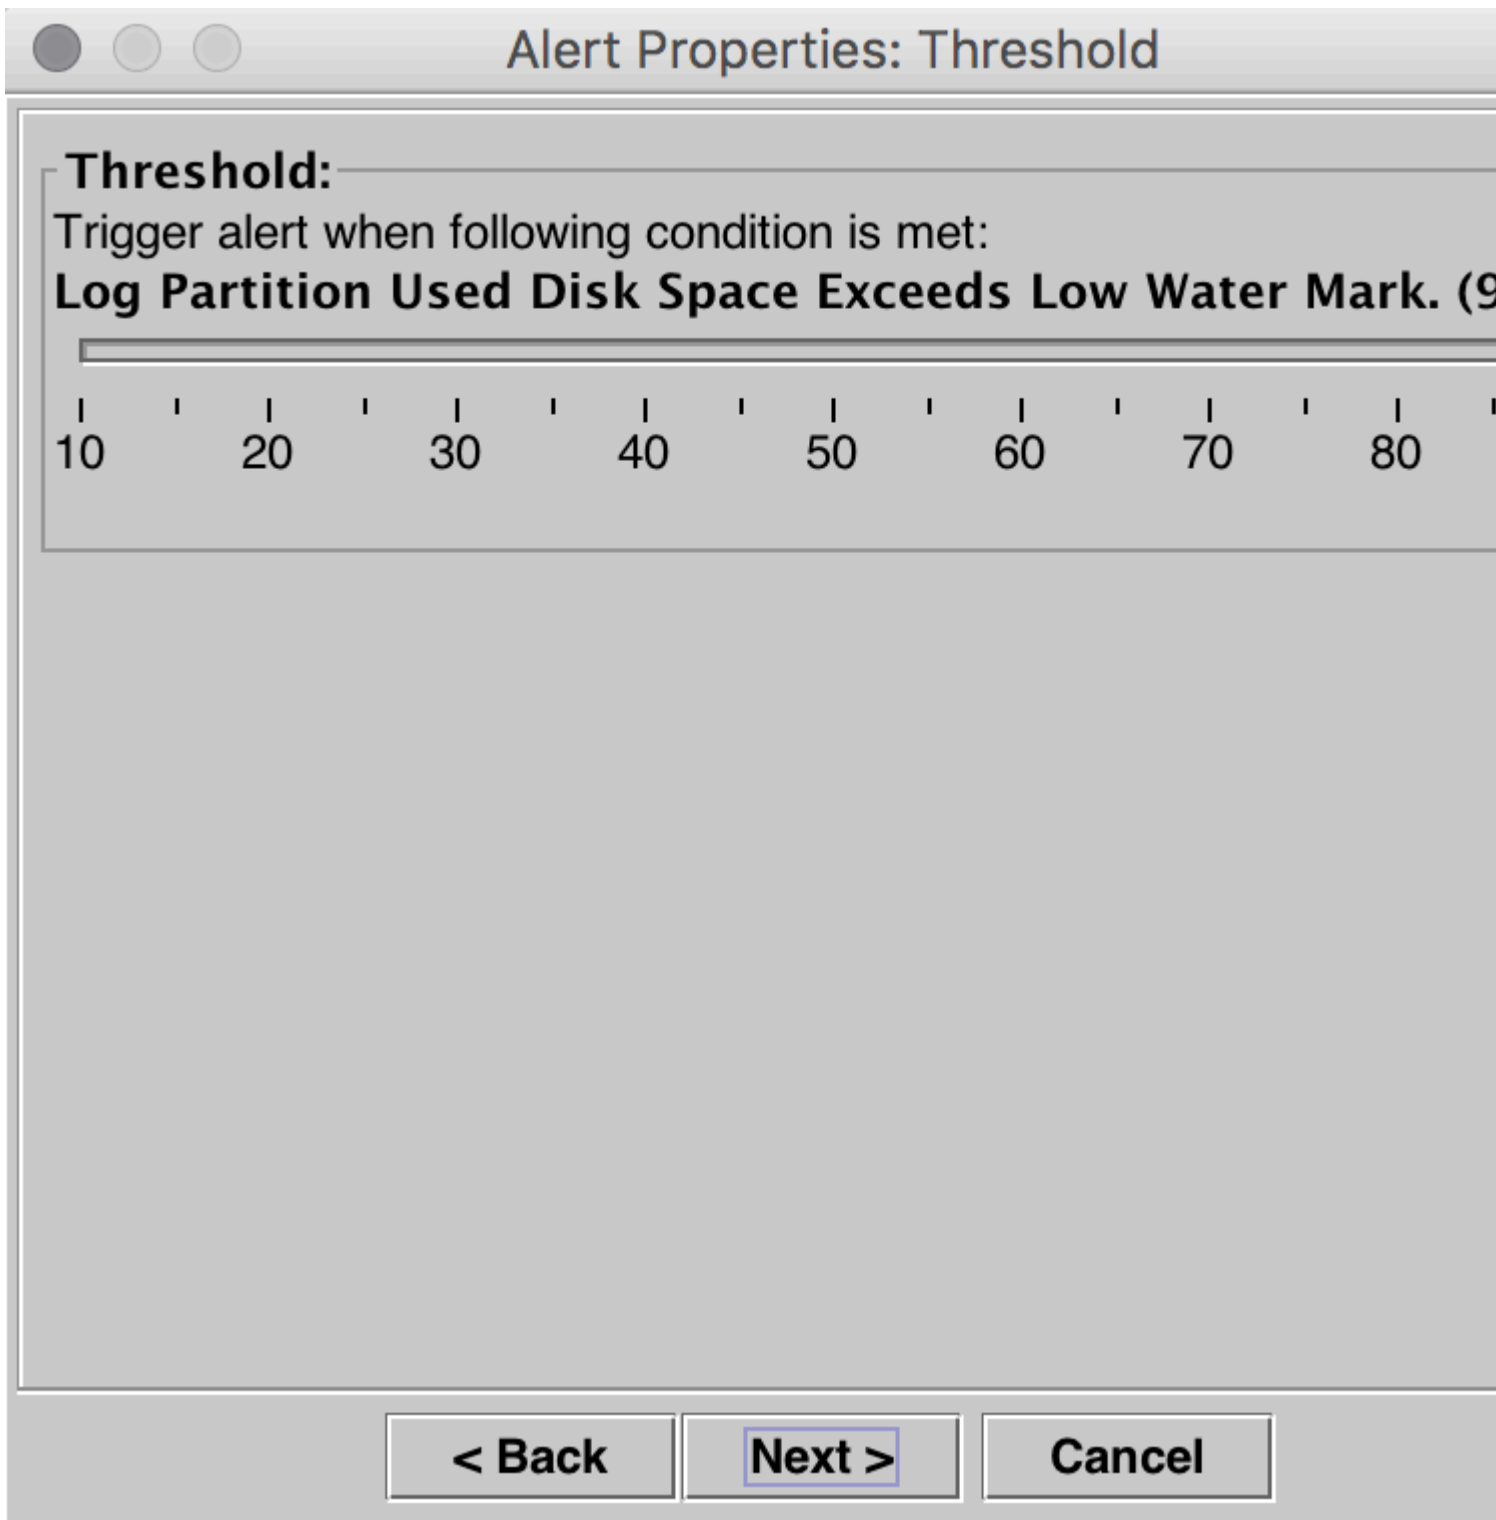 Alert Properties: Threshold
Threshold:
Trigger alert when following condition is met:
Log Partition Used Disk Space Exceeds Low Water Mark. (9
10 20 30 40 50 60 70 80
< Back Next > Cancel